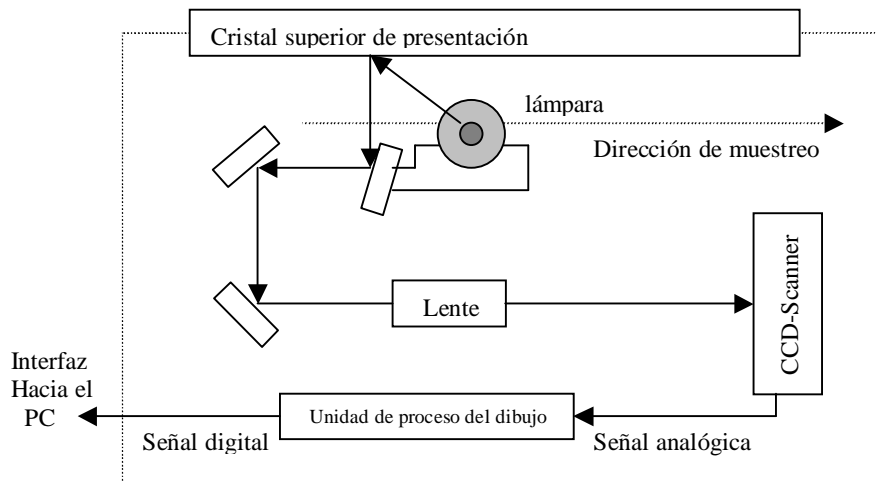 Cristal superior de presentación
lámpara
Dirección de muestreo
Lente
CCD-Scanner
Interfaz
Hacia el
PC
Unidad de proceso del dibujo
Señal digital
Señal analógica